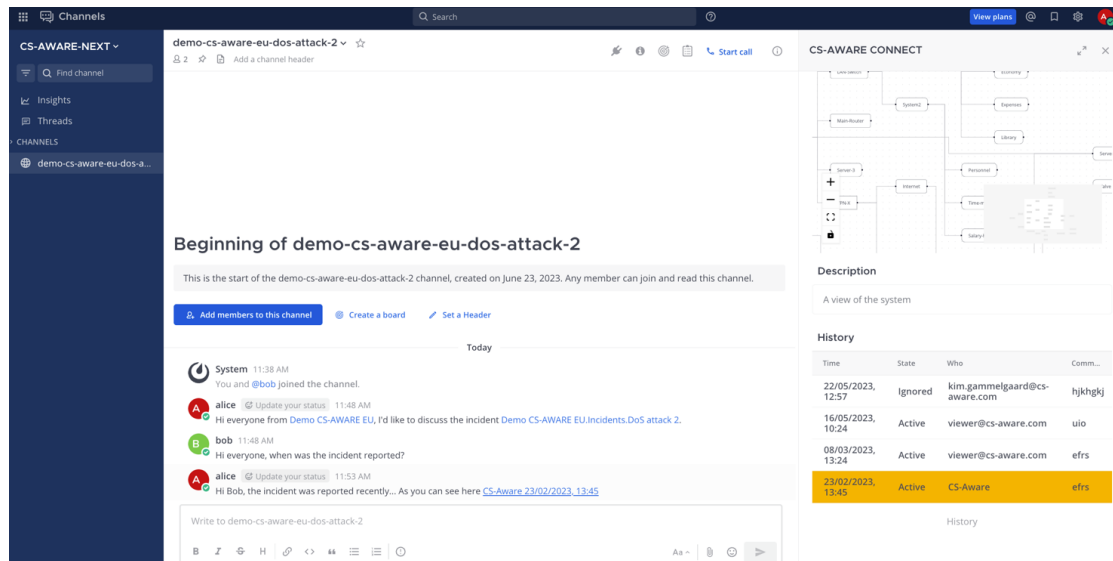 Channels
Search
View plans
CS-AWARE-NEXT
Find channel
Insights
Threads
CHANNELS
demo-cs-aware-eu-dos-a...
demo-cs-aware-eu-dos-attack-2
2
Add a channel header
Start call
Beginning of demo-cs-aware-eu-dos-attack-2
This is the start of the demo-cs-aware-eu-dos-attack-2 channel, created on June 23, 2023. Any member can join and read this channel.
Add members to this channel
Create a board
Set a Header
Today
System 11:38 AM
You and @bob joined the channel.
A
alice Update your status 11:48 AM
Hi everyone from Demo CS-AWARE EU, I'd like to discuss the incident Demo CS-AWARE EU.Incidents.DoS attack 2.
B
bob 11:48 AM
Hi everyone, when was the incident reported?
A
alice Update your status 11:53 AM
Hi Bob, the incident was reported recently... As you can see here CS-Aware 23/02/2023, 13:45
Write to demo-cs-aware-eu-dos-attack-2
B I S H
Aa
A
CS-AWARE CONNECT
Economy
System2
Expenses
Main-Router
Library
Server-3
Personnel
Internet
Description
A view of the system
History
Time State Who Comm...
22/05/2023, 12:57 Ignored kim.gammelgaard@cs-aware.com hjkhgkj
16/05/2023, 10:24 Active viewer@cs-aware.com uio
08/03/2023, 13:24 Active viewer@cs-aware.com efrs
23/02/2023, 13:45 Active CS-Aware efrs
History